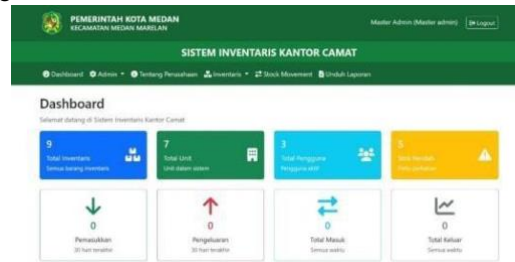 PEMERINTAH KOTA MEDAN
KECAMATAN MEDAN MARELAN
Master Admin (Master admin)
Logout
SISTEM INVENTARIS KANTOR CAMAT
Dashboard Admin Tentang Perusahaan Inventaris Stock Movement Unduh Laporan
Dashboard
Selamat datang di Sistem Inventaris Kantor Camat
9
Total Inventaris
Semua barang inventaris
7
Total Unit
Unit dalam sistem
3
Total Pengguna
Pengguna aktif
5
Stok Rendah
Perlu perhatian
0
Pemasukkan
30 hari terakhir
0
Pengeluaran
30 hari terakhir
0
Total Masuk
Semua waktu
0
Total Keluar
Semua waktu